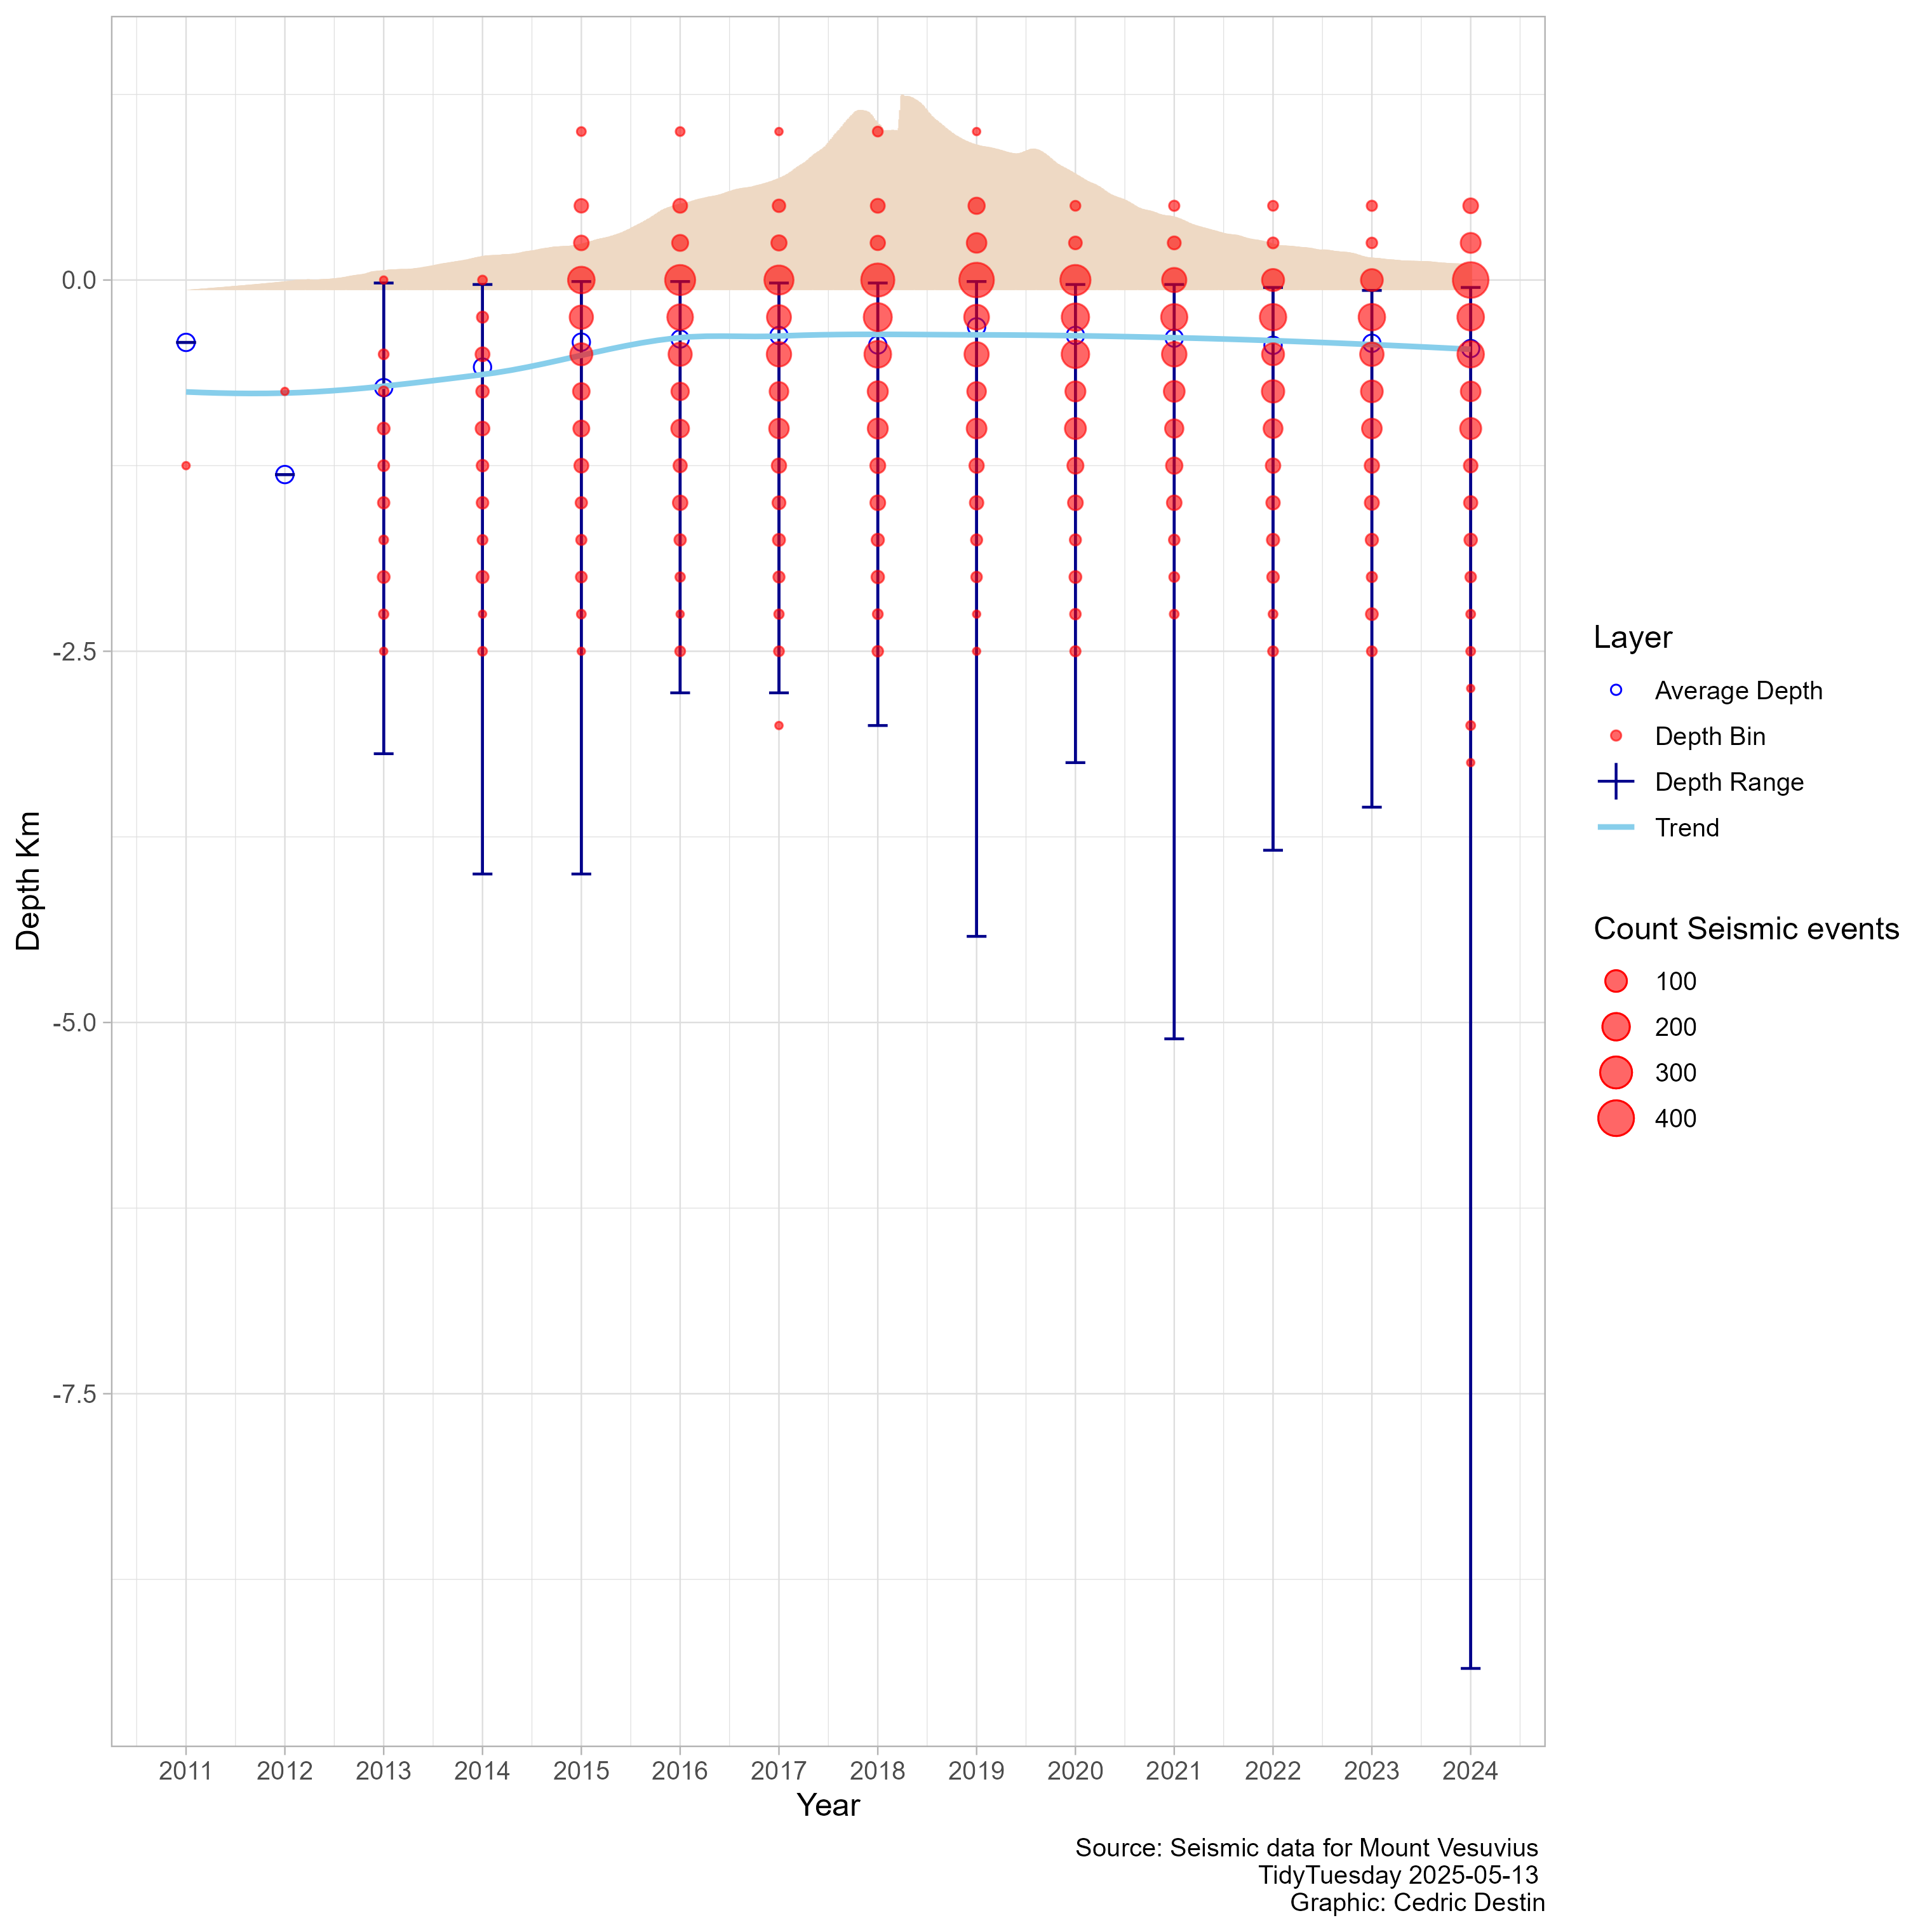 0.0
-2.5
-5.0
-7.5
Depth Km
2011 2012 2013 2014 2015 2016 2017 2018 2019 2020 2021 2022 2023 2024
Year
Layer
Average Depth
Depth Bin
Depth Range
Trend
Count Seismic events
100
200
300
400
Source: Seismic data for Mount Vesuvius
TidyTuesday 2025-05-13
Graphic: Cedric Destin